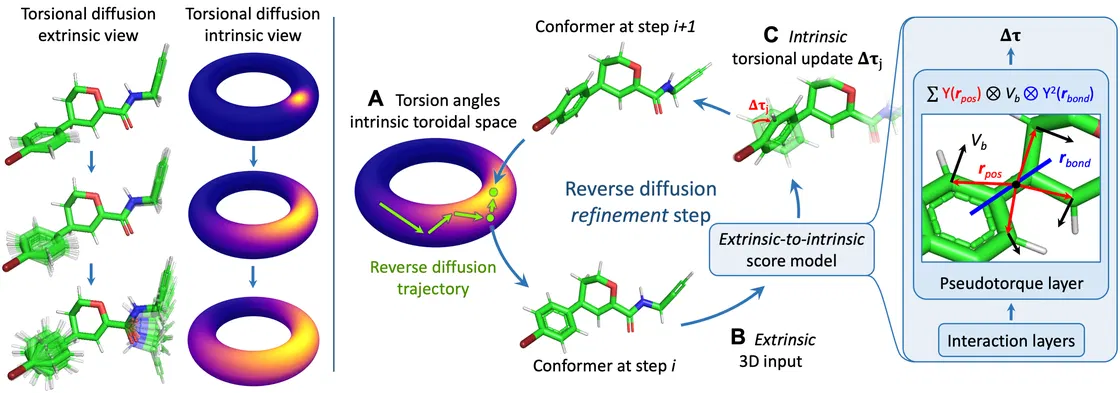 Torsional diffusion
extrinsic view
Torsional diffusion
intrinsic view
A Torsion angles
intrinsic toroidal space
Reverse diffusion
trajectory
Conformer at step i+1
Reverse diffusion
refinement step
Conformer at step i
B Extrinsic
3D input
C Intrinsic
torsional update Δτj
Δτj
Extrinsic-to-intrinsic
score model
Δτ
∑ Y(rpos) ⊗ Vb ⊗ Y²(rbond)
Vb
rpos
rbond
Pseudotorque layer
Interaction layers